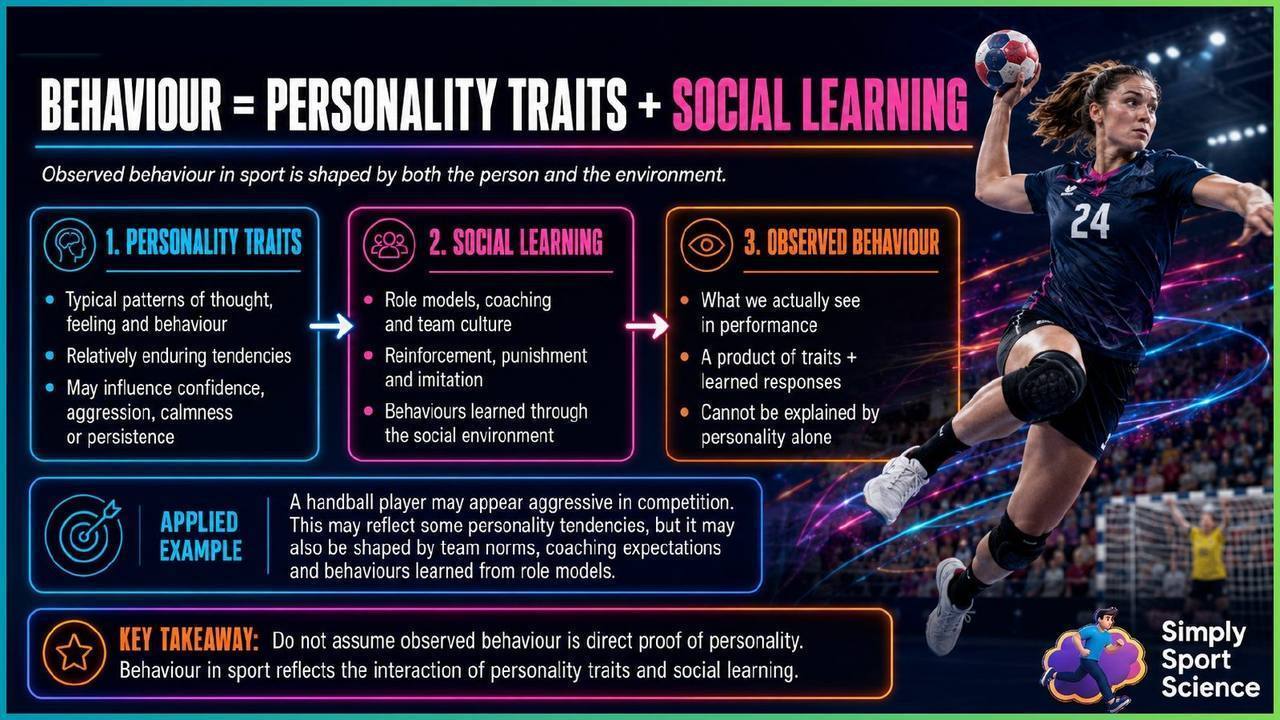 BEHAVIOUR = PERSONALITY TRAITS + SOCIAL LEARNING
Observed behaviour in sport is shaped by both the person and the environment.
1. PERSONALITY TRAITS
Typical patterns of thought,
feeling and behaviour
Relatively enduring tendencies
May influence confidence,
aggression, calmness
or persistence
2. SOCIAL LEARNING
Role models, coaching
and team culture
Reinforcement, punishment
and imitation
Behaviours learned through
the social environment
3. OBSERVED BEHAVIOUR
What we actually see
in performance
A product of traits +
learned responses
Cannot be explained by
personality alone
24
APPLIED
EXAMPLE
A handball player may appear aggressive in competition.
This may reflect some personality tendencies, but it may
also be shaped by team norms, coaching expectations
and behaviours learned from role models.
KEY TAKEAWAY: Do not assume observed behaviour is direct proof of personality.
Behaviour in sport reflects the interaction of personality traits and social learning.
Simply
Sport
Science